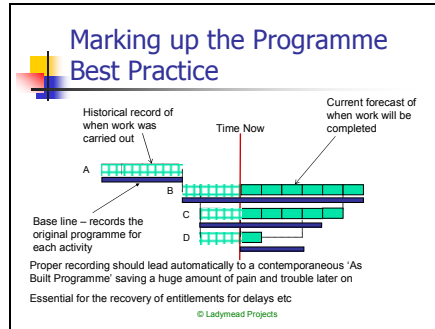 Marking up the Programme
Best Practice
Historical record of
when work was
carried out
Current forecast of
when work will be
completed
Time Now
A
B
C
D
Base line – records the
original programme for
each activity
Proper recording should lead automatically to a contemporaneous ‘As
Built Programme’ saving a huge amount of pain and trouble later on
Essential for the recovery of entitlements for delays etc
© Ladymead Projects